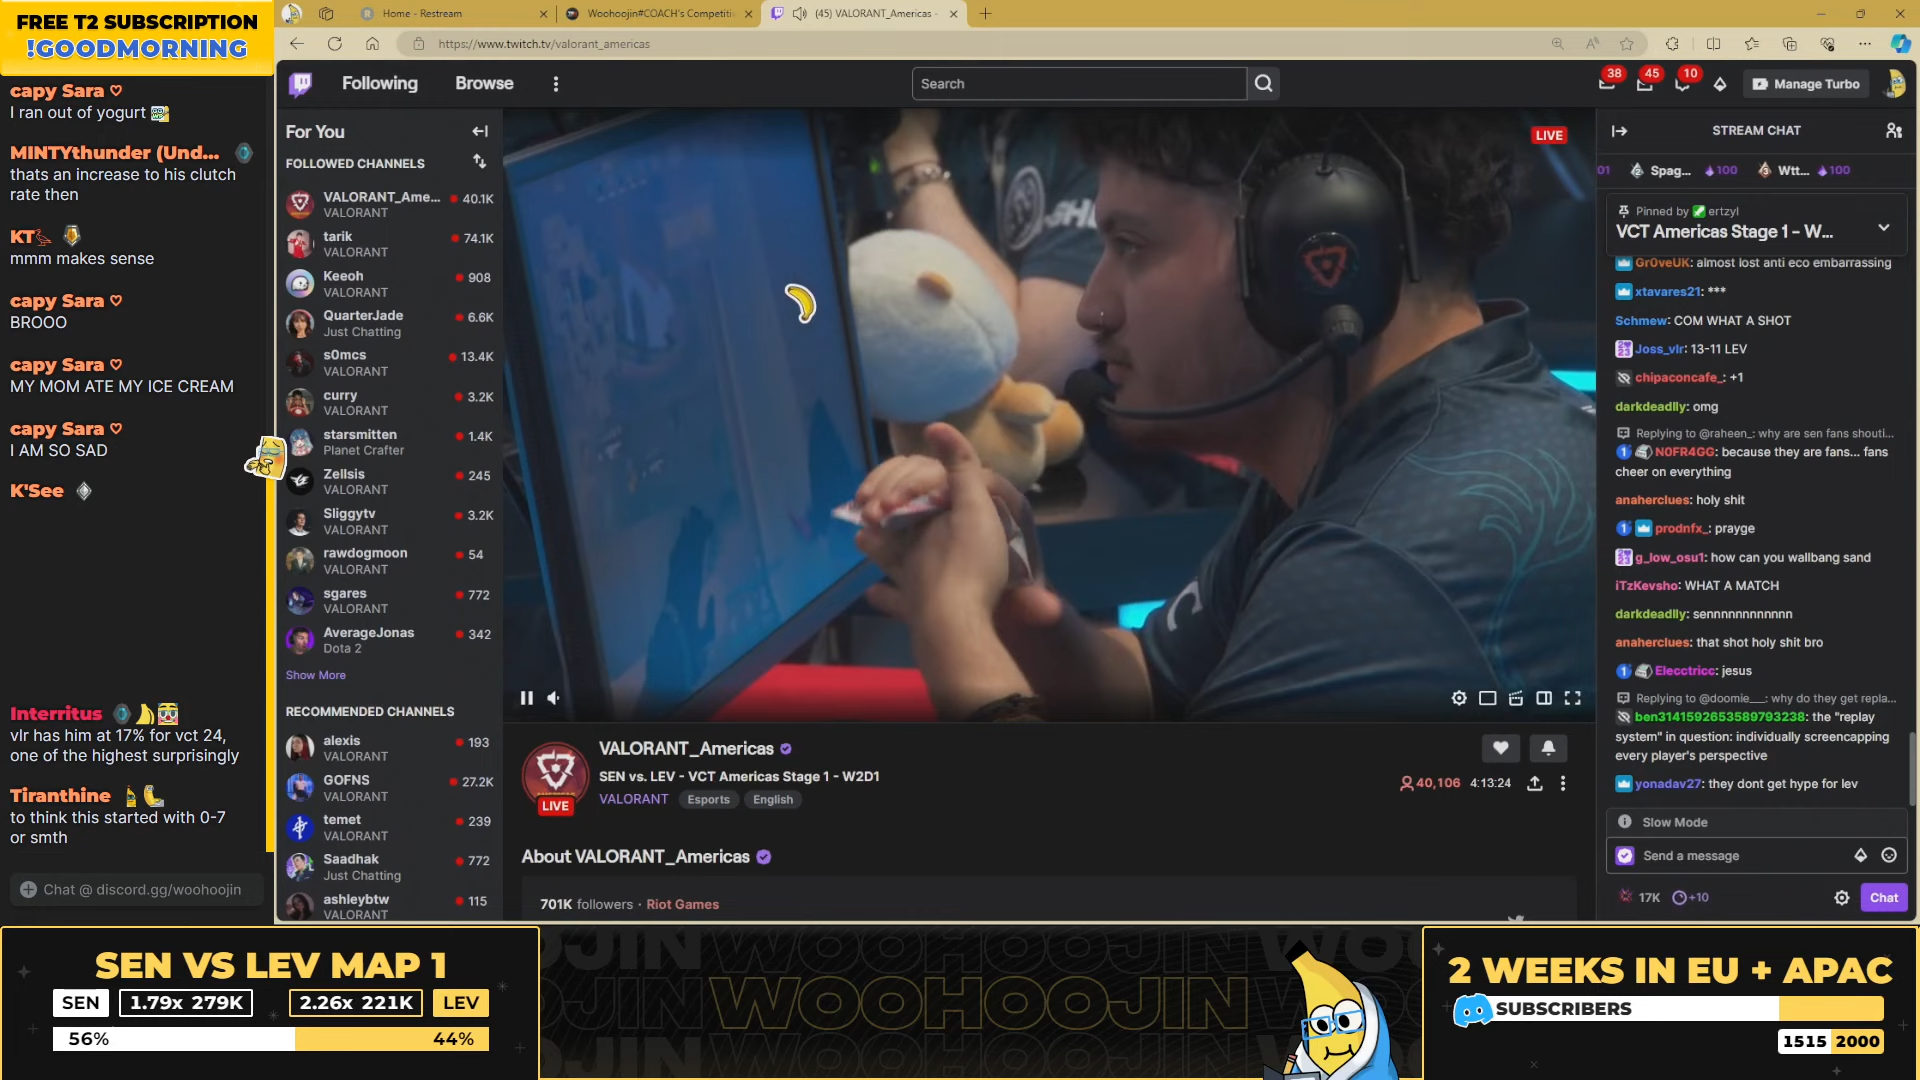 FREE T2 SUBSCRIPTION
!GOODMORNING
capy Sara ♡
I ran out of yogurt
MINTYthunder (Und...
thats an increase to his clutch
rate then
KT
mmm makes sense
capy Sara ♡
BROOO
capy Sara ♡
MY MOM ATE MY ICE CREAM
capy Sara ♡
I AM SO SAD
K'See
Interritus
vlr has him at 17% for vct 24,
one of the highest surprisingly
Tiranthine
to think this started with 0-7
or smth
Chat @ discord.gg/woohoojin
Home - Restream
Woohoojin#COACH's Competiti
(45) VALORANT_Americas -
https://www.twitch.tv/valorant_americas
Following
Browse
Search
38
45
10
Manage Turbo
For You
FOLLOWED CHANNELS
VALORANT_Ame... 40.1K
VALORANT
tarik 74.1K
VALORANT
Keeoh 908
VALORANT
QuarterJade 6.6K
Just Chatting
s0mcs 13.4K
VALORANT
curry 3.2K
VALORANT
starsmitten 1.4K
Planet Crafter
Zellsis 245
VALORANT
Sliggytv 3.2K
VALORANT
rawdogmoon 54
VALORANT
sgares 772
VALORANT
AverageJonas 342
Dota 2
Show More
RECOMMENDED CHANNELS
alexis 193
VALORANT
GOFNS 27.2K
VALORANT
temet 239
VALORANT
Saadhak 772
Just Chatting
ashleybtw 115
VALORANT
LIVE
VALORANT_Americas
SEN vs. LEV - VCT Americas Stage 1 - W2D1
VALORANT Esports English
LIVE
40,106 4:13:24
About VALORANT_Americas
701K followers · Riot Games
STREAM CHAT
01 Spag... 100 Wtt... 100
Pinned by ertzyl
VCT Americas Stage 1 - W...
Gr0veUK: almost lost anti eco embarrassing
xtavares21: ***
Schmew: COM WHAT A SHOT
Joss_vlr: 13-11 LEV
chipaconcafe_: +1
darkdeadlly: omg
Replying to @raheen_: why are sen fans shouti...
N0FR4GG: because they are fans... fans
cheer on everything
anaherclues: holy shit
prodnfx_: prayge
g_low_osu1: how can you wallbang sand
iTzKevsho: WHAT A MATCH
darkdeadlly: sennnnnnnnnnn
anaherclues: that shot holy shit bro
Elecctricc: jesus
Replying to @doomie___: why do they get repla...
ben3141592653589793238: the "replay
system" in question: individually screencapping
every player's perspective
yonadav27: they dont get hype for lev
Slow Mode
Send a message
17K +10
Chat
SEN VS LEV MAP 1
SEN 1.79x 279K 2.26x 221K LEV
56% 44%
WOOHOOJIN
2 WEEKS IN EU + APAC
SUBSCRIBERS
1515 2000